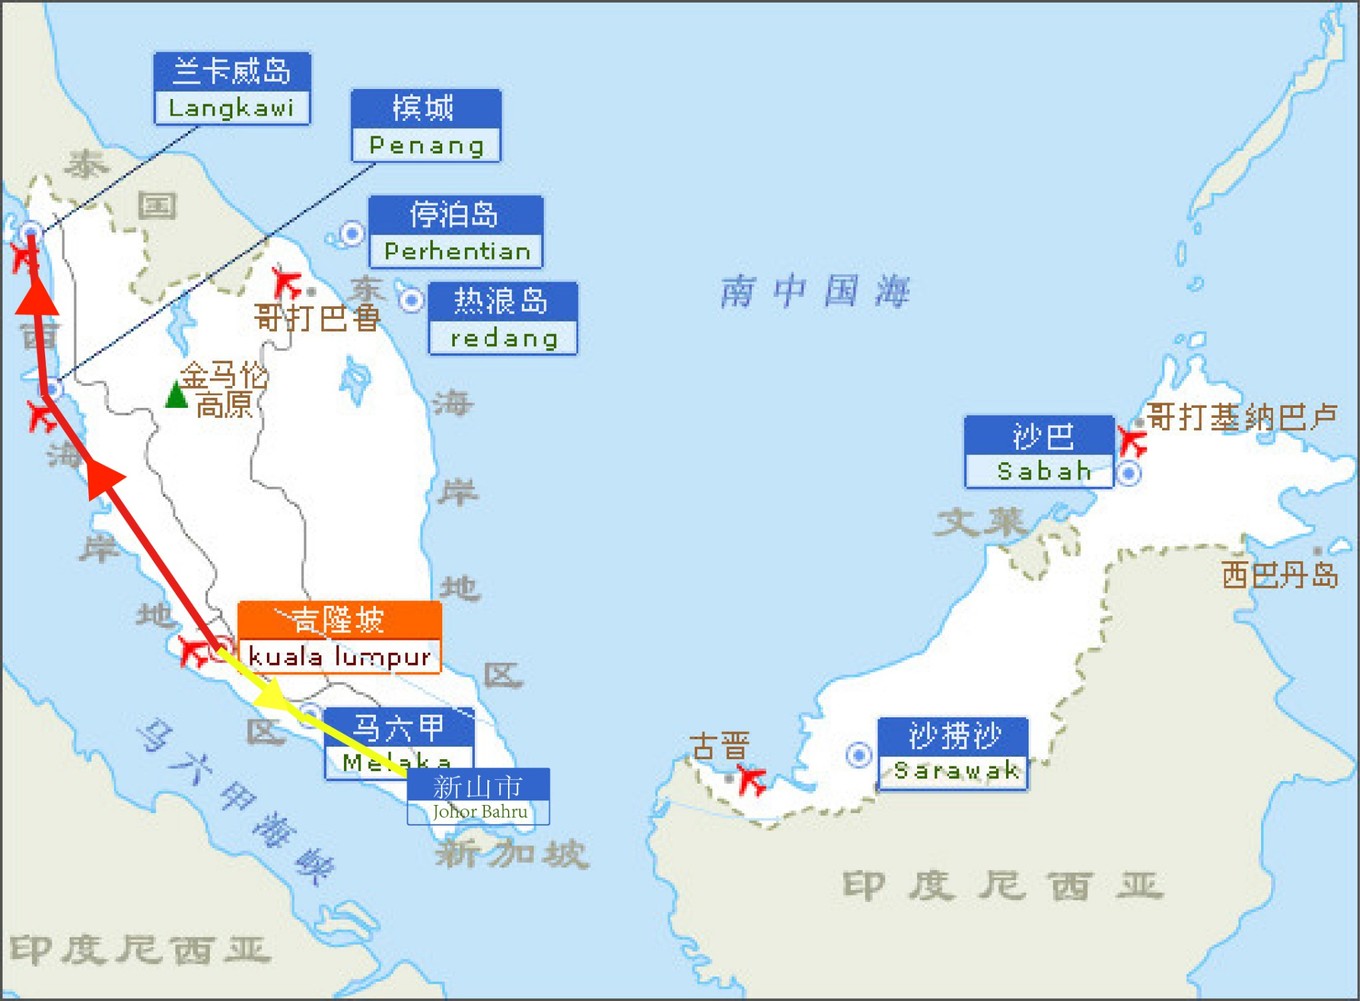 兰卡威岛
Langkawi
槟城
Penang
泰国
停泊岛
Perhentian
热浪岛
redang
哥打巴鲁
东海岸地区
南中国海
西海岸地区
金马伦
高原
沙巴
Sabah
哥打基纳巴卢
文莱
西巴丹岛
吉隆坡
kuala lumpur
马六甲
Melaka
新山市
Johor Bahru
新加坡
马六甲海峡
古晋
沙捞沙
Sarawak
印度尼西亚
印度尼西亚